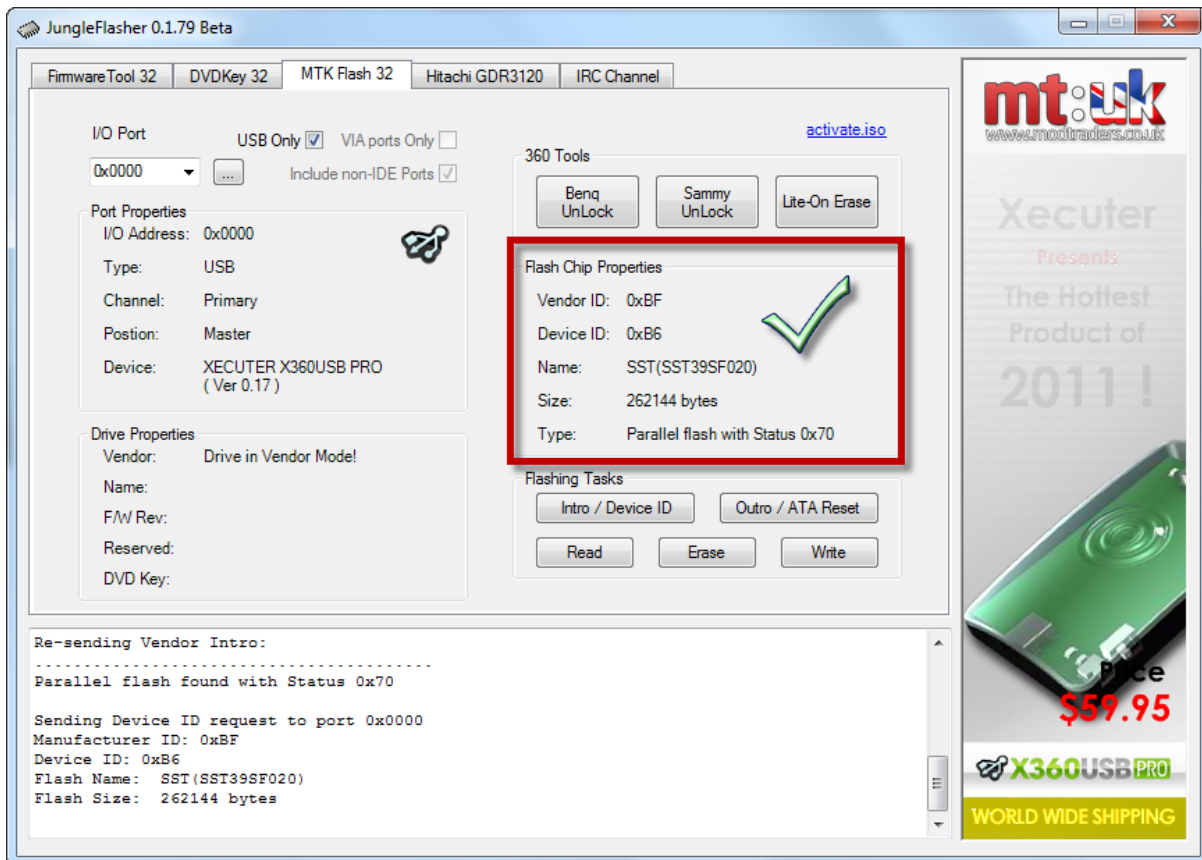 JungleFlasher 0.1.79 Beta
FirmwareTool 32
DVDKey 32
MTK Flash 32
Hitachi GDR3120
IRC Channel
I/O Port
USB Only
VIA ports Only
0x0000
...
Include non-IDE Ports
activate.iso
Port Properties
I/O Address: 0x0000
Type: USB
Channel: Primary
Postion: Master
Device: XECUTER X360USB PRO
( Ver 0.17 )
Drive Properties
Vendor: Drive in Vendor Mode!
Name:
F/W Rev:
Reserved:
DVD Key:
360 Tools
Benq
UnLock
Sammy
UnLock
Lite-On Erase
Flash Chip Properties
Vendor ID: 0xBF
Device ID: 0xB6
Name: SST(SST39SF020)
Size: 262144 bytes
Type: Parallel flash with Status 0x70
Flashing Tasks
Intro / Device ID
Outro / ATA Reset
Read
Erase
Write
Re-sending Vendor Intro:
.........................................
Parallel flash found with Status 0x70
Sending Device ID request to port 0x0000
Manufacturer ID: 0xBF
Device ID: 0xB6
Flash Name: SST(SST39SF020)
Flash Size: 262144 bytes
mt:uk
www.modtraders.co.uk
Xecuter
Presents
The Hottest
Product of
2011 !
Price
$59.95
X360USB PRO
WORLD WIDE SHIPPING